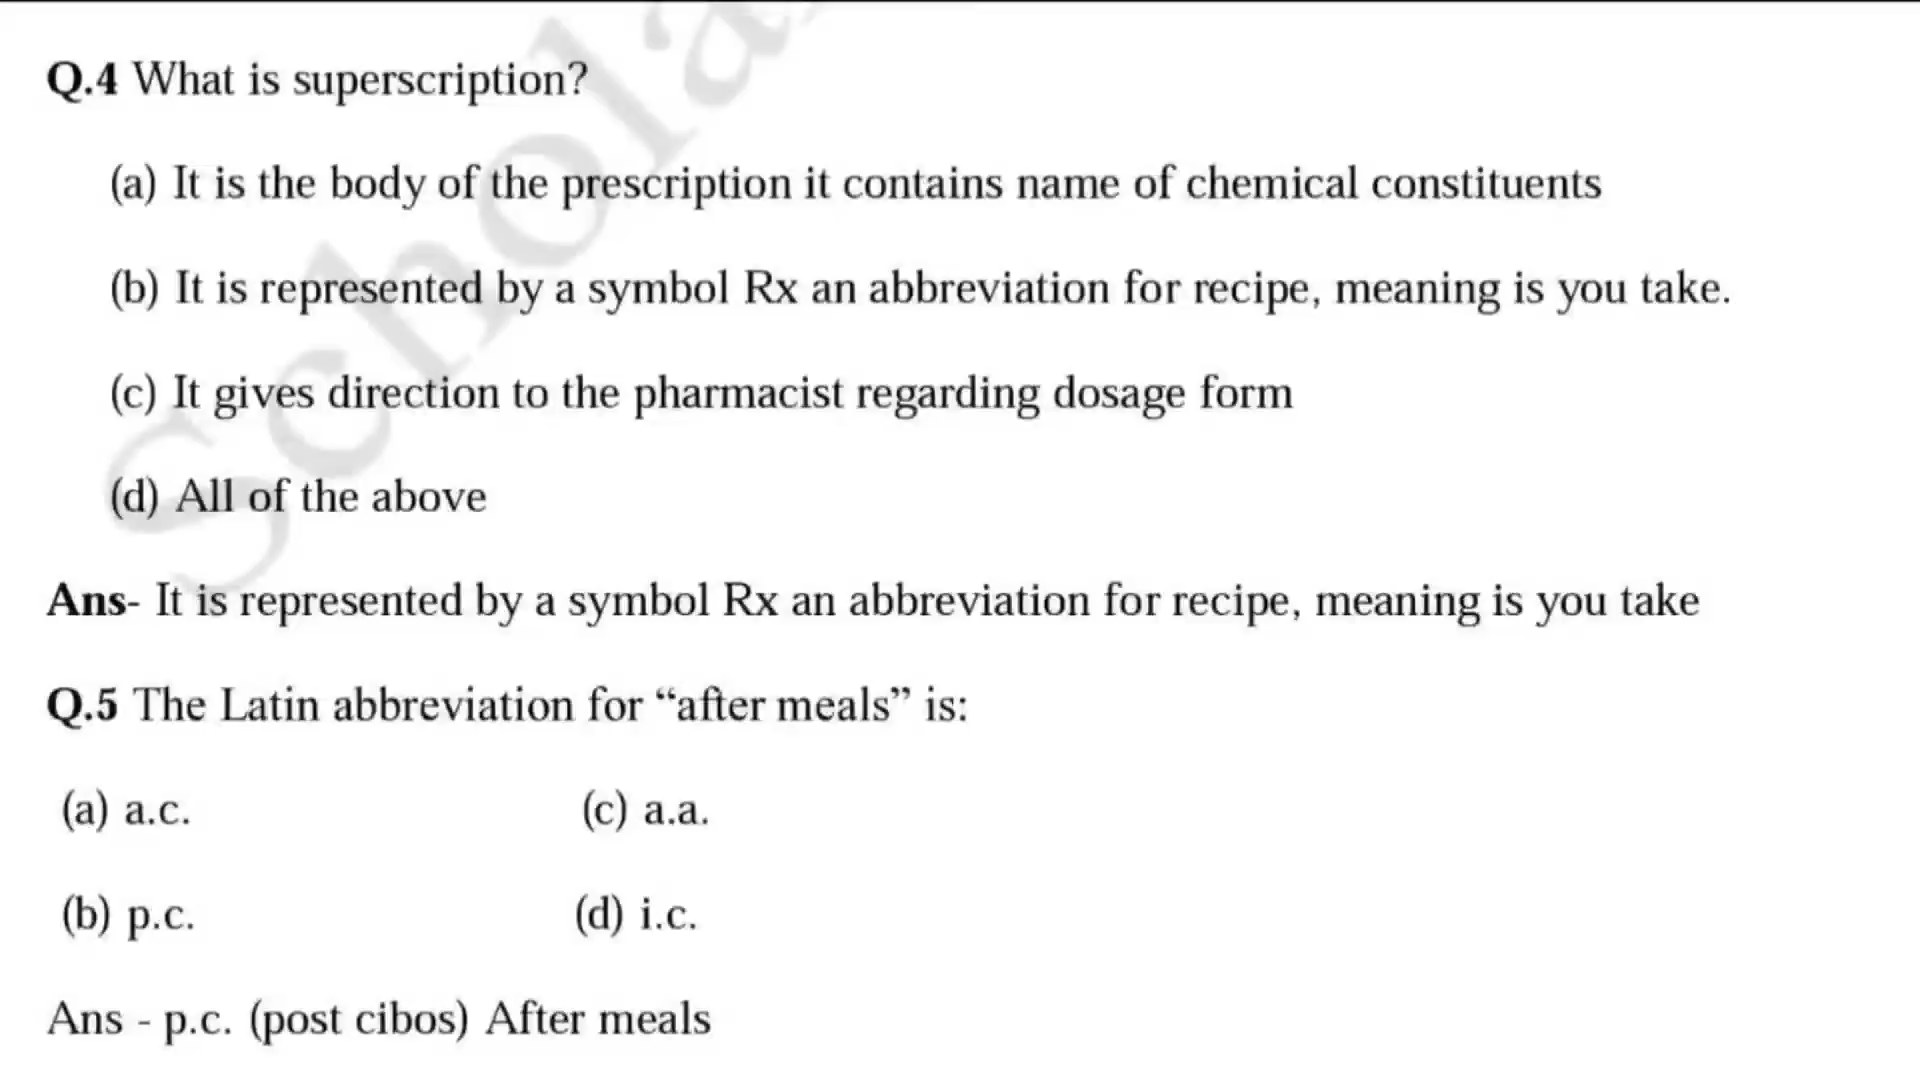 Q.4 What is superscription?
(a) It is the body of the prescription it contains name of chemical constituents
(b) It is represented by a symbol Rx an abbreviation for recipe, meaning is you take.
(c) It gives direction to the pharmacist regarding dosage form
(d) All of the above
Ans- It is represented by a symbol Rx an abbreviation for recipe, meaning is you take
Q.5 The Latin abbreviation for “after meals” is:
(a) a.c. (c) a.a.
(b) p.c. (d) i.c.
Ans - p.c. (post cibos) After meals
Schola